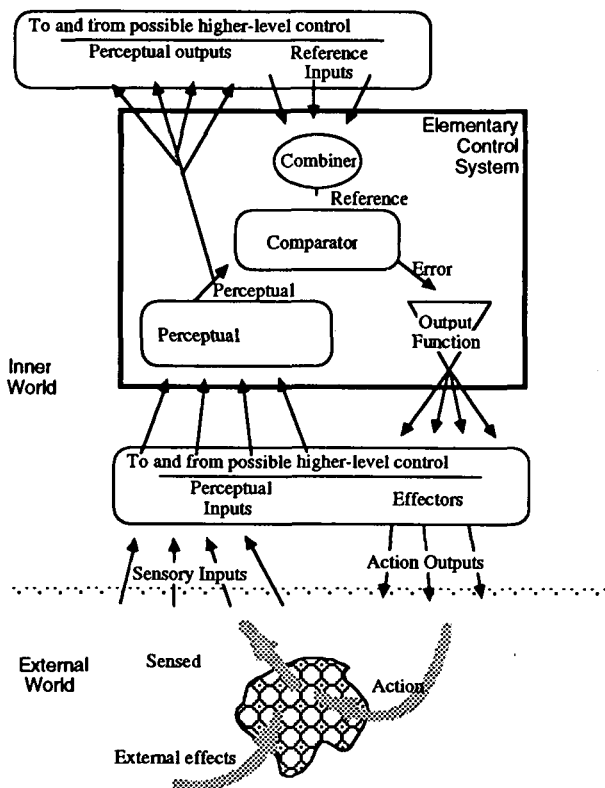 To and from possible higher-level control
Perceptual outputs
Reference
Inputs
Elementary
Control
System
Combiner
Reference
Comparator
Error
Perceptual
Perceptual
Output
Function
Inner
World
To and from possible higher-level control
Perceptual
Inputs
Effectors
Sensory Inputs
Action Outputs
External
World
Sensed
Action
External effects